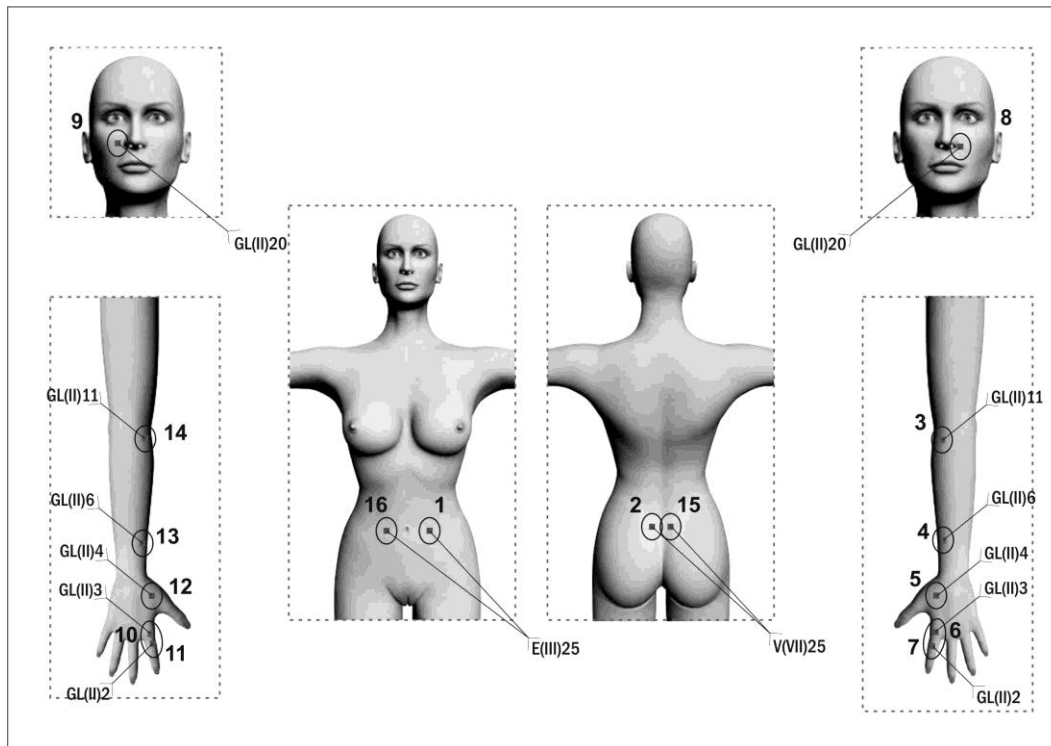 9
8
GL(II)20
GL(II)20
GL(II)11
14
GL(II)6
13
GL(II)4
12
GL(II)3
10
11
GL(II)2
16
1
E(III)25
2
15
V(VII)25
3
GL(II)11
4
GL(II)6
5
GL(II)4
GL(II)3
6
7
GL(II)2